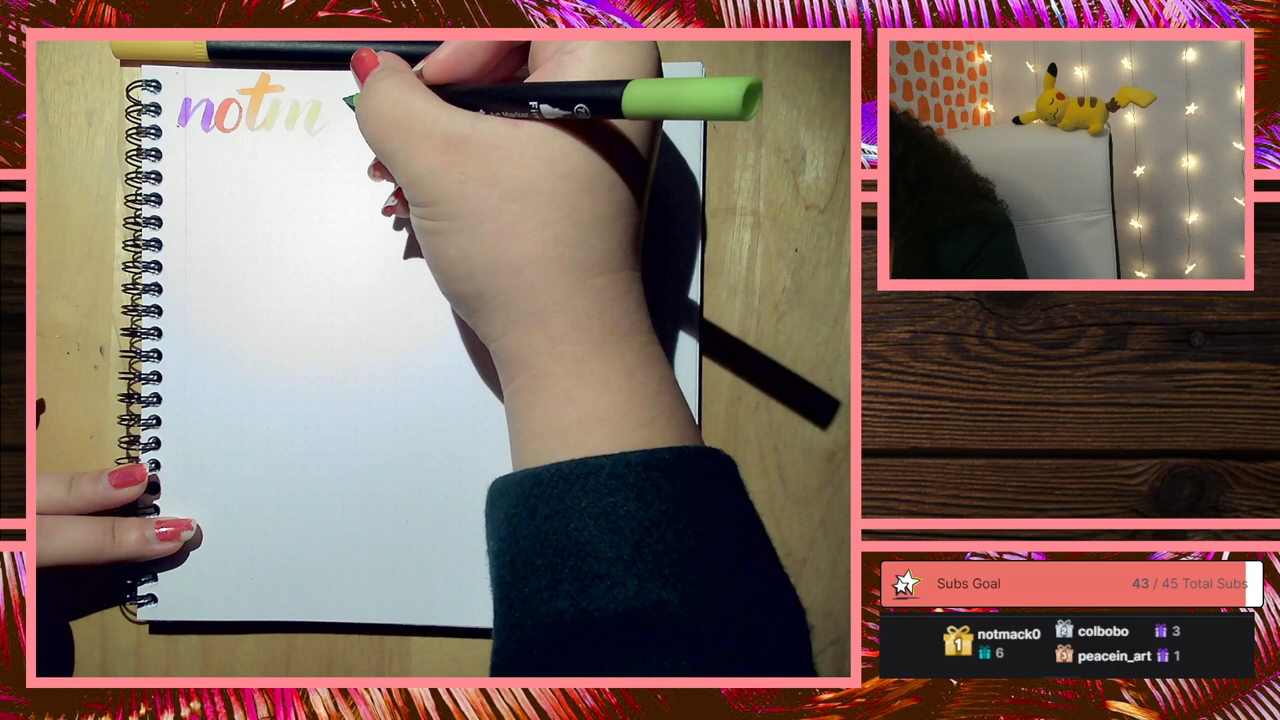 notm
Subs Goal 43 / 45 Total Subs
notmack0
6
colbobo 3
peacein_art 1